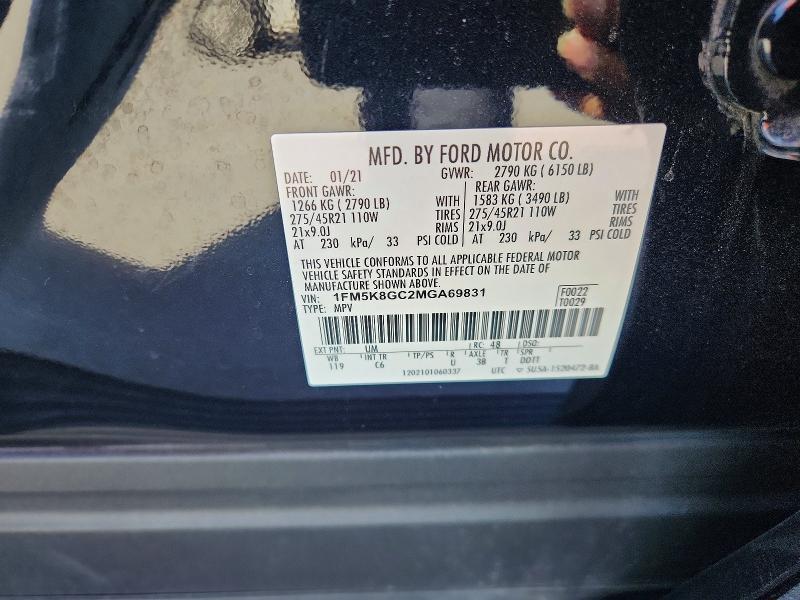 MFD. BY FORD MOTOR CO.
DATE: 01/21 GVWR: 2790 KG ( 6150 LB)
FRONT GAWR: REAR GAWR:
1266 KG ( 2790 LB) WITH 1583 KG ( 3490 LB) WITH
275/45R21 110W TIRES 275/45R21 110W TIRES
21x9.0J RIMS 21x9.0J RIMS
AT 230 kPa/ 33 PSI COLD AT 230 kPa/ 33 PSI COLD
THIS VEHICLE CONFORMS TO ALL APPLICABLE FEDERAL MOTOR
VEHICLE SAFETY STANDARDS IN EFFECT ON THE DATE OF
MANUFACTURE SHOWN ABOVE.
VIN: 1FM5K8GC2MGA69831 F0022
TYPE: MPV T0029
EXT PNT: UM RC: 48 DSO:
WB INT TR TP/PS R AXLE TR SPR
119 C6 U 3B T DDTT
1202101060337 UTC